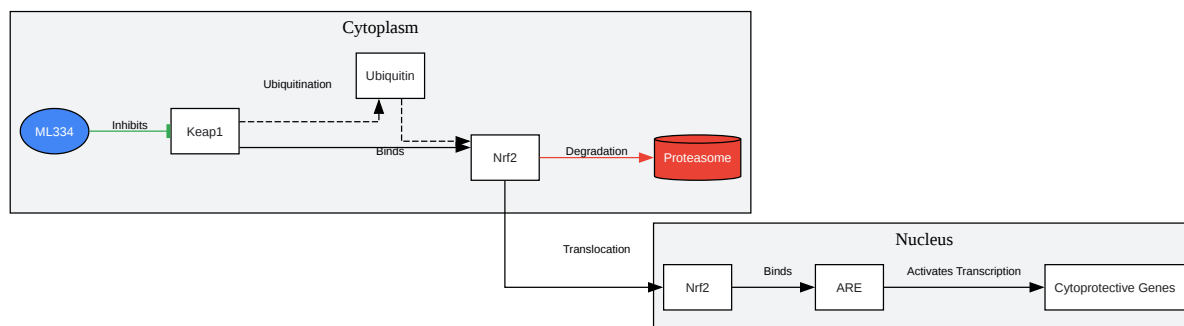 Cytoplasm
Ubiquitin
Ubiquitination
ML334
Inhibits
Keap1
Binds
Nrf2
Degradation
Proteasome
Translocation
Nucleus
Nrf2
Binds
ARE
Activates Transcription
Cytoprotective Genes